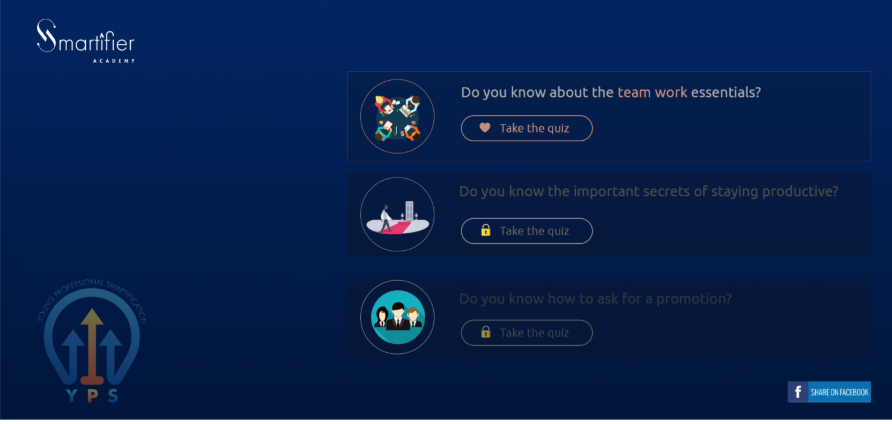 Smartifier
ACADEMY
Do you know about the team work essentials?
Take the quiz
Do you know the important secrets of staying productive?
Take the quiz
Do you know how to ask for a promotion?
Take the quiz
YOUNG PROFESSIONAL SMARTIFICATION
YPS
f SHARE ON FACEBOOK